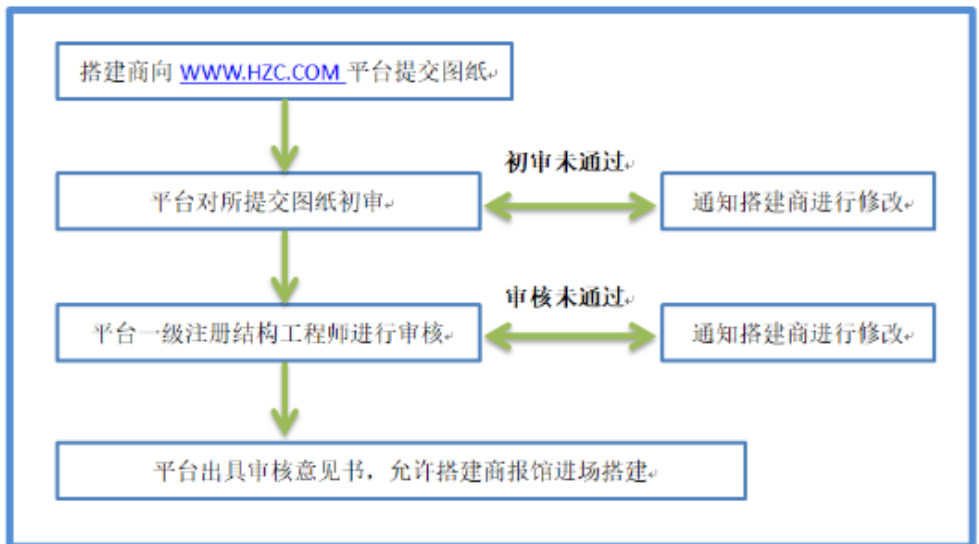 搭建商向 WWW.HZC.COM 平台提交图纸
初审未通过
平台对所提交图纸初审
通知搭建商进行修改
审核未通过
平台一级注册结构工程师进行审核
通知搭建商进行修改
平台出具审核意见书，允许搭建商报馆进场搭建